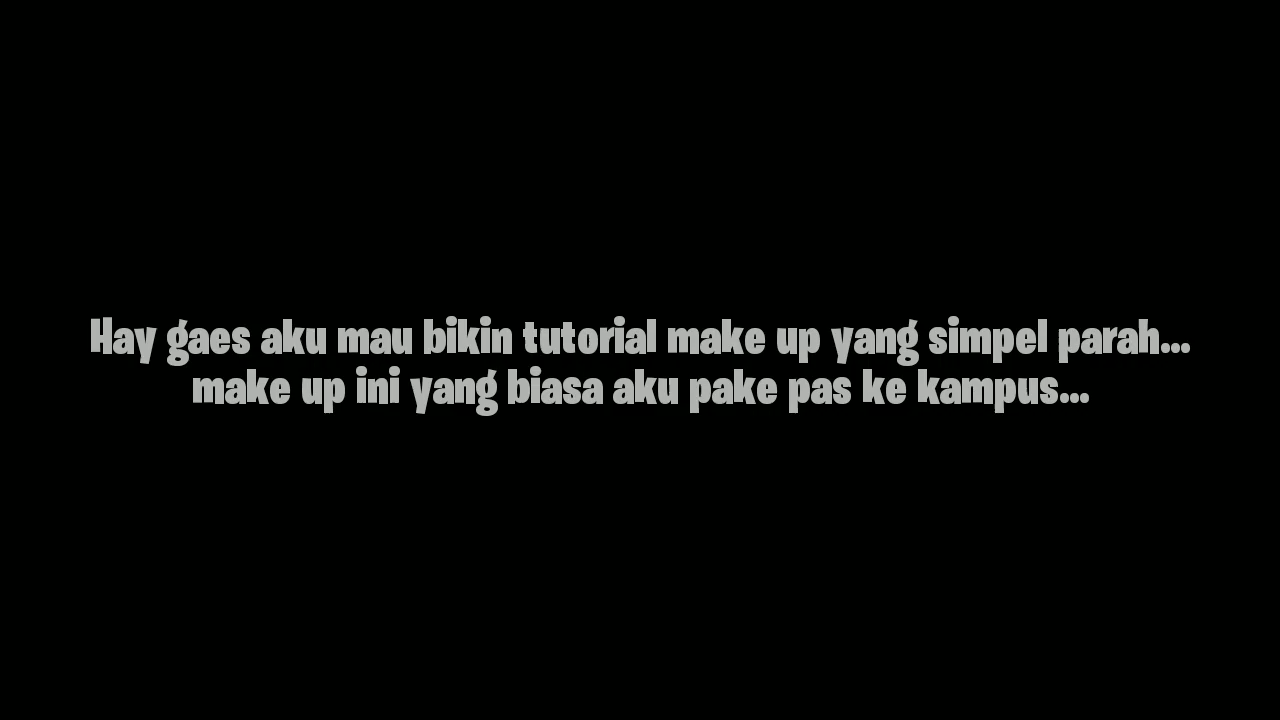 Hay gaes aku mau bikin tutorial make up yang simpel parah...
make up ini yang biasa aku pake pas ke kampus...